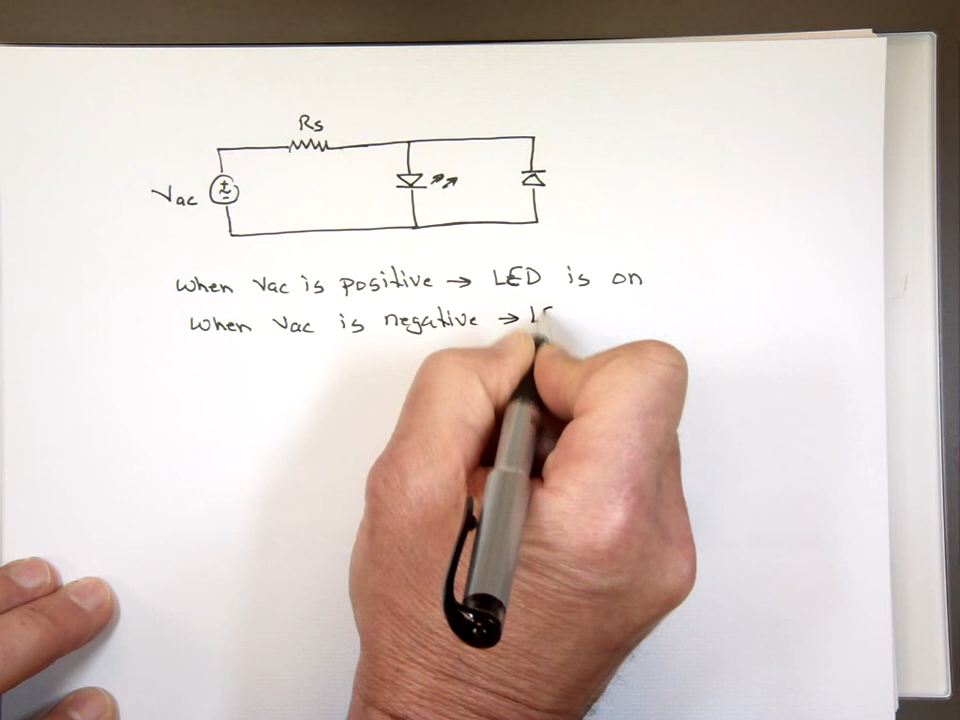 Rs
Vac
When Vac is positive → LED is on
When Vac is negative →